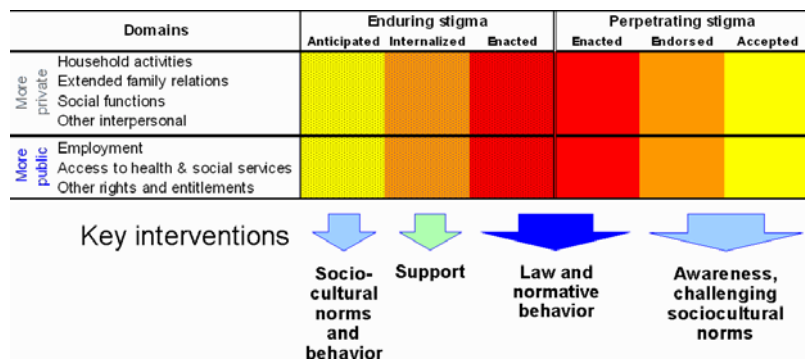 Domains
Enduring stigma
Perpetrating stigma
Anticipated Internalized Enacted
Enacted Endorsed Accepted
More
private
Household activities
Extended family relations
Social functions
Other interpersonal
More
public
Employment
Access to health & social services
Other rights and entitlements
Key interventions
Socio-
cultural
norms
and
behavior
Support
Law and
normative
behavior
Awareness,
challenging
sociocultural
norms